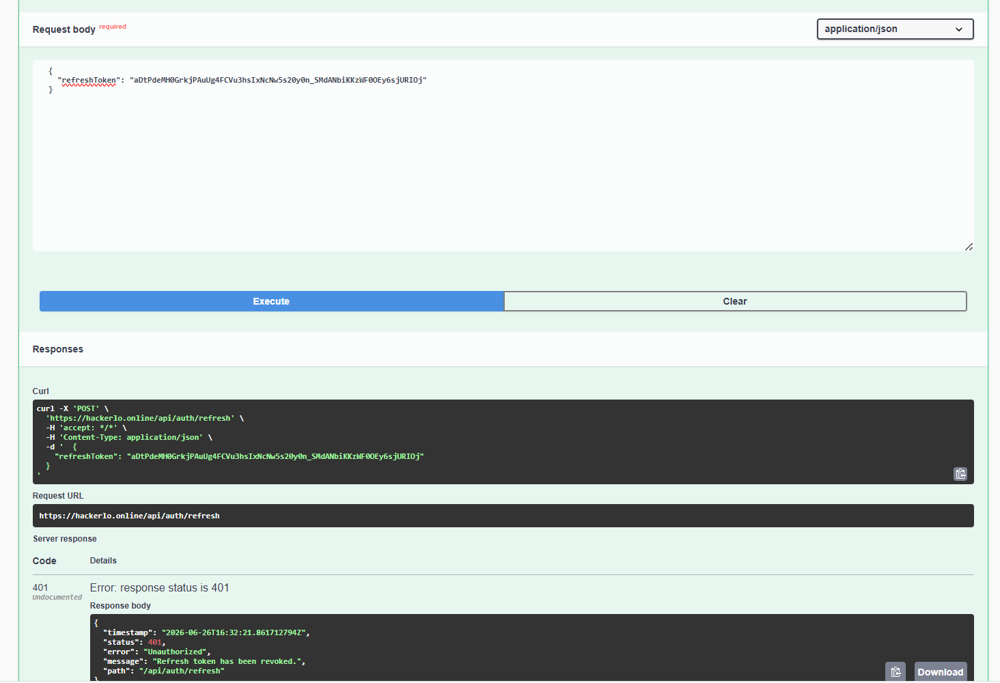 Request body required
application/json
{
"refreshToken": "aDtPdeMH0GrkjPAuUg4FCVu3hsIxNcNw5s20y0n_SMdANbiKKzWF0OEy6sjURIOj"
}
Execute
Clear
Responses
Curl
curl -X 'POST' \
'https://hackerlo.online/api/auth/refresh' \
-H 'accept: */*' \
-H 'Content-Type: application/json' \
-d '  {
"refreshToken": "aDtPdeMH0GrkjPAuUg4FCVu3hsIxNcNw5s20y0n_SMdANbiKKzWF0OEy6sjURIOj"
}
'
Request URL
https://hackerlo.online/api/auth/refresh
Server response
Code Details
401
Undocumented
Error: response status is 401
Response body
{
"timestamp": "2026-06-26T16:32:21.861712794Z",
"status": 401,
"error": "Unauthorized",
"message": "Refresh token has been revoked.",
"path": "/api/auth/refresh"
}
Download